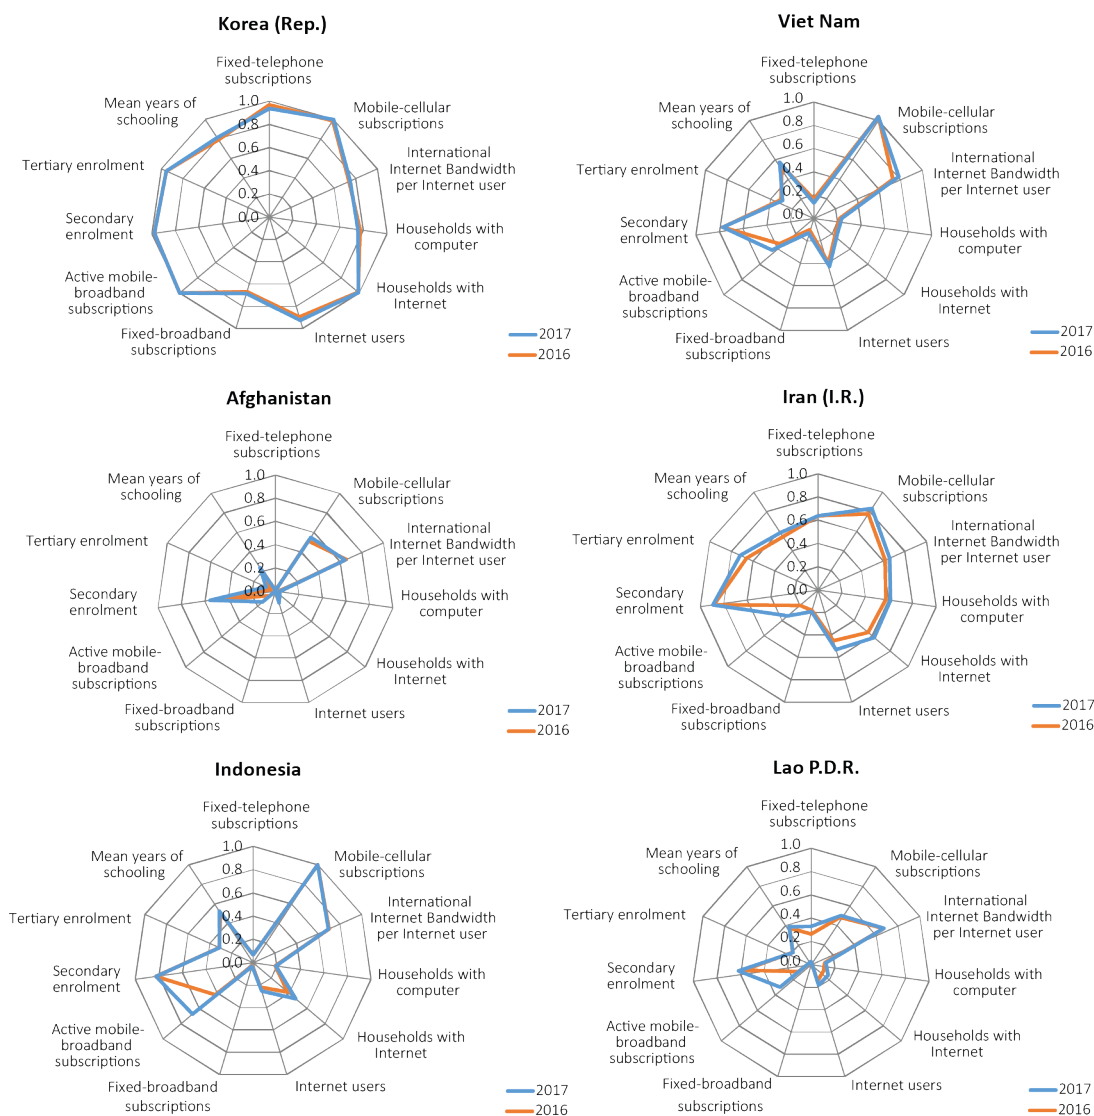 Korea (Rep.)
Fixed-telephone
subscriptions
Mobile-cellular
subscriptions
International
Internet Bandwidth
per Internet user
Households with
computer
Households with
Internet
Internet users
Fixed-broadband
subscriptions
Active mobile-
broadband
subscriptions
Secondary
enrolment
Tertiary enrolment
Mean years of
schooling
1.0
0.8
0.6
0.4
0.2
0.0
2017
2016
Viet Nam
Fixed-telephone
subscriptions
Mobile-cellular
subscriptions
International
Internet Bandwidth
per Internet user
Households with
computer
Households with
Internet
Internet users
Fixed-broadband
subscriptions
Active mobile-
broadband
subscriptions
Secondary
enrolment
Tertiary enrolment
Mean years of
schooling
1.0
0.8
0.6
0.4
0.2
0.0
2017
2016
Afghanistan
Fixed-telephone
subscriptions
Mobile-cellular
subscriptions
International
Internet Bandwidth
per Internet user
Households with
computer
Households with
Internet
Internet users
Fixed-broadband
subscriptions
Active mobile-
broadband
subscriptions
Secondary
enrolment
Tertiary enrolment
Mean years of
schooling
1.0
0.8
0.6
0.4
0.2
0.0
2017
2016
Iran (I.R.)
Fixed-telephone
subscriptions
Mobile-cellular
subscriptions
International
Internet Bandwidth
per Internet user
Households with
computer
Households with
Internet
Internet users
Fixed-broadband
subscriptions
Active mobile-
broadband
subscriptions
Secondary
enrolment
Tertiary enrolment
Mean years of
schooling
1.0
0.8
0.6
0.4
0.2
0.0
2017
2016
Indonesia
Fixed-telephone
subscriptions
Mobile-cellular
subscriptions
International
Internet Bandwidth
per Internet user
Households with
computer
Households with
Internet
Internet users
Fixed-broadband
subscriptions
Active mobile-
broadband
subscriptions
Secondary
enrolment
Tertiary enrolment
Mean years of
schooling
1.0
0.8
0.6
0.4
0.2
0.0
2017
2016
Lao P.D.R.
Fixed-telephone
subscriptions
Mobile-cellular
subscriptions
International
Internet Bandwidth
per Internet user
Households with
computer
Households with
Internet
Internet users
Fixed-broadband
subscriptions
Active mobile-
broadband
subscriptions
Secondary
enrolment
Tertiary enrolment
Mean years of
schooling
1.0
0.8
0.6
0.4
0.2
0.0
2017
2016